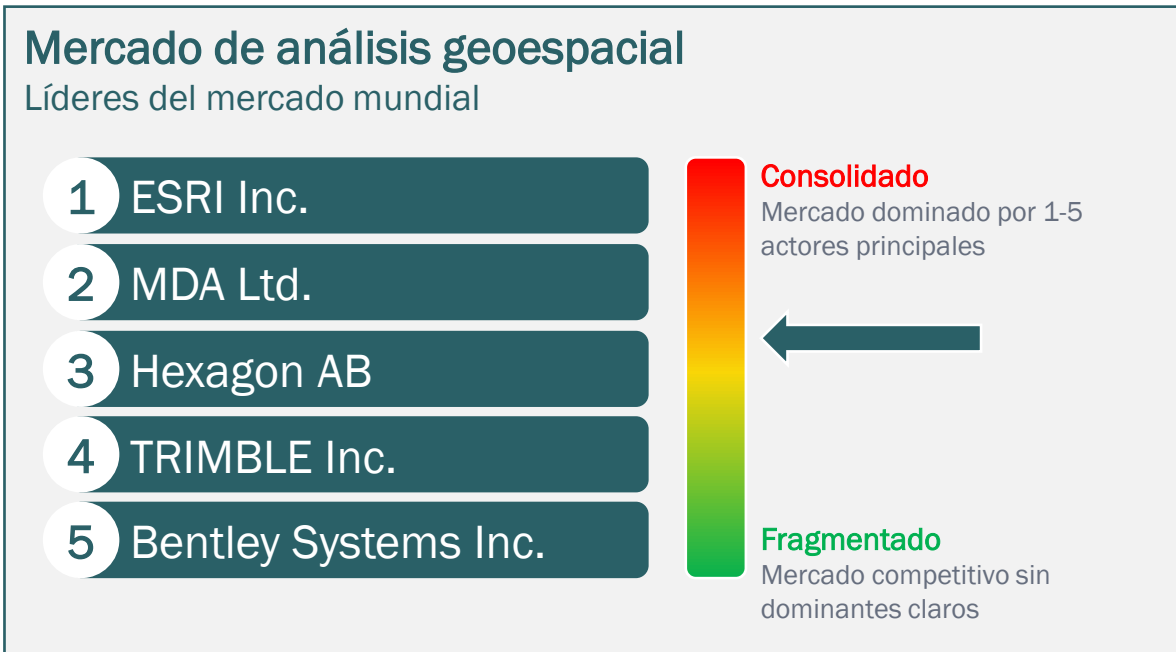 Mercado de análisis geoespacial
Líderes del mercado mundial
1 ESRI Inc.
2 MDA Ltd.
3 Hexagon AB
4 TRIMBLE Inc.
5 Bentley Systems Inc.
Consolidado
Mercado dominado por 1-5
actores principales
Fragmentado
Mercado competitivo sin
dominantes claros